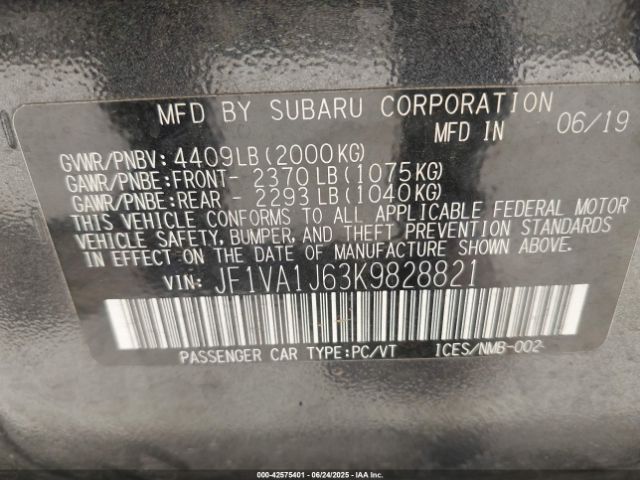 MFD BY SUBARU CORPORATION
MFD IN 06/19
GVWR/PNBV: 4409LB(2000KG)
GAWR/PNBE:FRONT- 2370LB(1075KG)
GAWR/PNBE:REAR - 2293LB(1040KG)
THIS VEHICLE CONFORMS TO ALL APPLICABLE FEDERAL MOTOR
VEHICLE SAFETY, BUMPER, AND THEFT PREVENTION STANDARDS
IN EFFECT ON THE DATE OF MANUFACTURE SHOWN ABOVE.
VIN: JF1VA1J63K9828821
PASSENGER CAR TYPE:PC/VT ICES/NMB-002
000-42575401 - 06/24/2025 - IAA Inc.